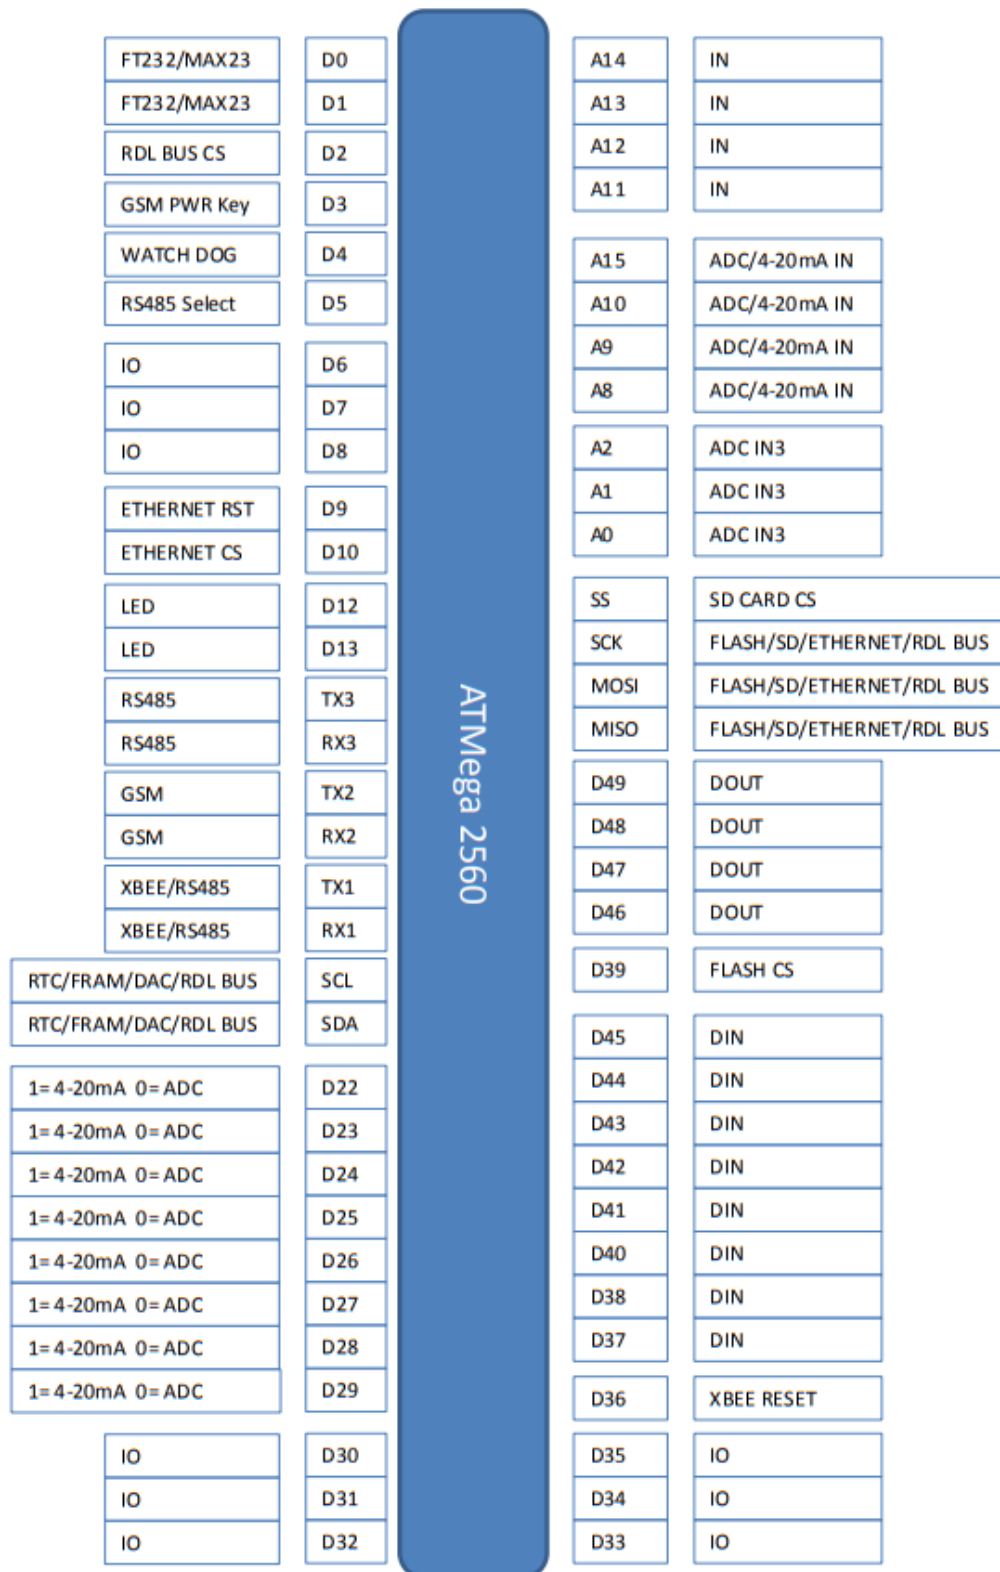 FT232/MAX23 D0
FT232/MAX23 D1
RDL BUS CS D2
GSM PWR Key D3
WATCH DOG D4
RS485 Select D5
IO D6
IO D7
IO D8
ETHERNET RST D9
ETHERNET CS D10
LED D12
LED D13
RS485 TX3
RS485 RX3
GSM TX2
GSM RX2
XBEE/RS485 TX1
XBEE/RS485 RX1
RTC/FRAM/DAC/RDL BUS SCL
RTC/FRAM/DAC/RDL BUS SDA
1= 4-20mA 0= ADC D22
1= 4-20mA 0= ADC D23
1= 4-20mA 0= ADC D24
1= 4-20mA 0= ADC D25
1= 4-20mA 0= ADC D26
1= 4-20mA 0= ADC D27
1= 4-20mA 0= ADC D28
1= 4-20mA 0= ADC D29
IO D30
IO D31
IO D32
ATMega 2560
A14 IN
A13 IN
A12 IN
A11 IN
A15 ADC/4-20mA IN
A10 ADC/4-20mA IN
A9 ADC/4-20mA IN
A8 ADC/4-20mA IN
A2 ADC IN3
A1 ADC IN3
A0 ADC IN3
SS SD CARD CS
SCK FLASH/SD/ETHERNET/RDL BUS
MOSI FLASH/SD/ETHERNET/RDL BUS
MISO FLASH/SD/ETHERNET/RDL BUS
D49 DOUT
D48 DOUT
D47 DOUT
D46 DOUT
D39 FLASH CS
D45 DIN
D44 DIN
D43 DIN
D42 DIN
D41 DIN
D40 DIN
D38 DIN
D37 DIN
D36 XBEE RESET
D35 IO
D34 IO
D33 IO